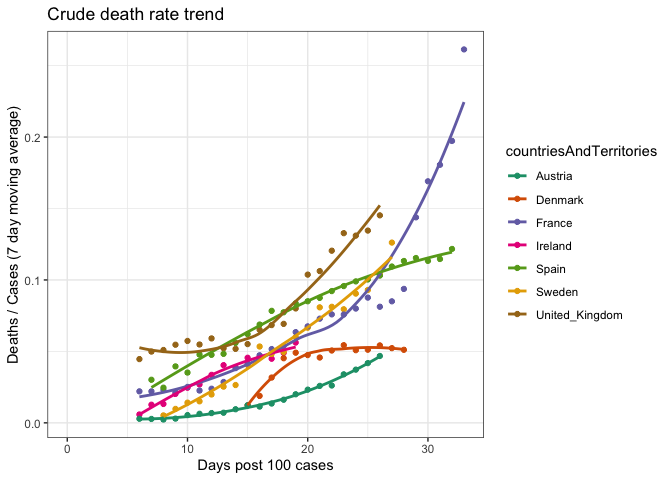 Crude death rate trend
Deaths / Cases (7 day moving average)
0.2
0.1
0.0
0
10
20
30
Days post 100 cases
countriesAndTerritories
Austria
Denmark
France
Ireland
Spain
Sweden
United_Kingdom